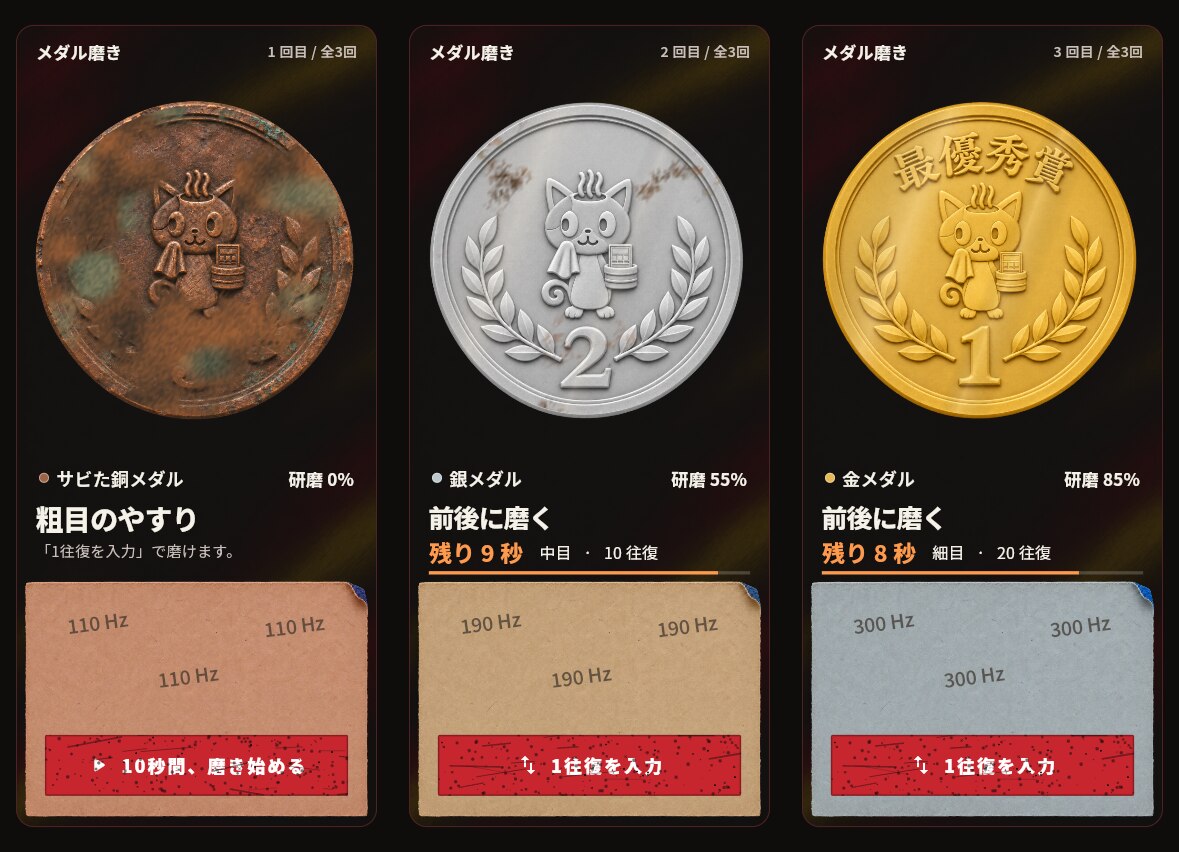 メダル磨き
1 回目 / 全3回
サビた銅メダル
研磨 0%
粗目のやすり
「1往復を入力」で磨けます。
110 Hz
110 Hz
110 Hz
10秒間、磨き始める
メダル磨き
2 回目 / 全3回
2
銀メダル
研磨 55%
前後に磨く
残り 9 秒 中目 · 10 往復
190 Hz
190 Hz
190 Hz
1往復を入力
メダル磨き
3 回目 / 全3回
最優秀賞
1
金メダル
研磨 85%
前後に磨く
残り 8 秒 細目 · 20 往復
300 Hz
300 Hz
300 Hz
1往復を入力